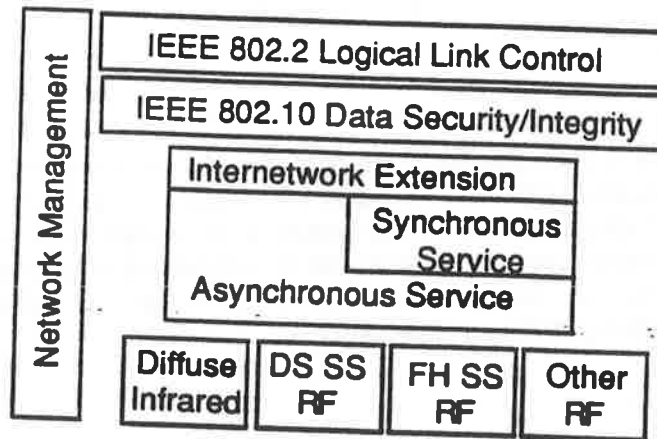 Network Management
IEEE 802.2 Logical Link Control
IEEE 802.10 Data Security/Integrity
Internetwork Extension
Synchronous
Service
Asynchronous Service
Diffuse
Infrared
DS SS
RF
FH SS
RF
Other
RF